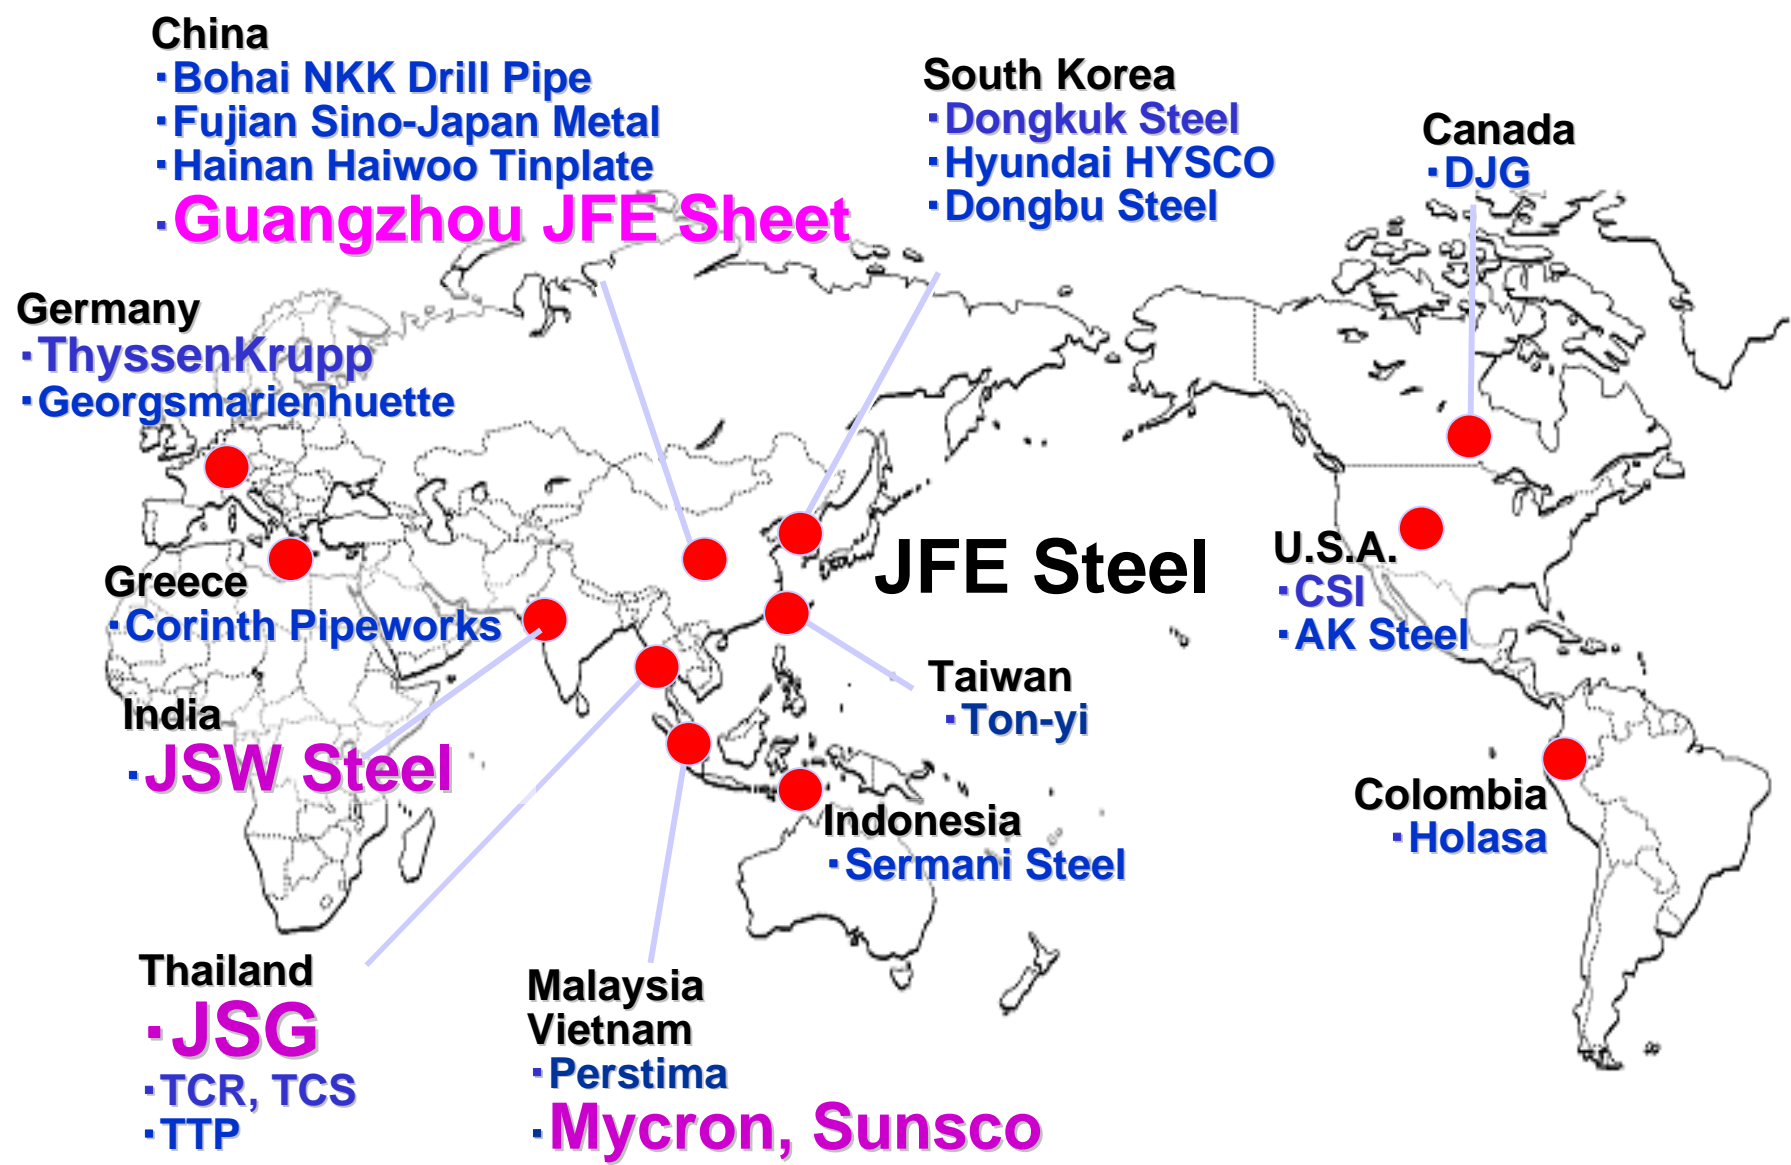 China
・Bohai NKK Drill Pipe
・Fujian Sino-Japan Metal
・Hainan Haiwoo Tinplate
・Guangzhou JFE Sheet
South Korea
・Dongkuk Steel
・Hyundai HYSCO
・Dongbu Steel
Canada
・DJG
Germany
・ThyssenKrupp
・Georgsmarienhuette
JFE Steel
U.S.A.
・CSI
・AK Steel
Greece
・Corinth Pipeworks
Taiwan
・Ton-yi
India
・JSW Steel
Colombia
・Holasa
Indonesia
・Sermani Steel
Thailand
・JSG
・TCR, TCS
・TTP
Malaysia
Vietnam
・Perstima
・Mycron, Sunsco